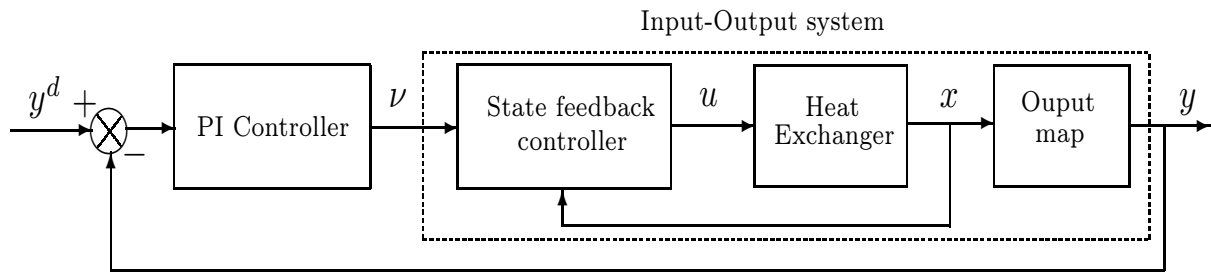 Input-Output system
y^d + ν u x y
−
PI Controller
State feedback
controller
Heat
Exchanger
Ouput
map